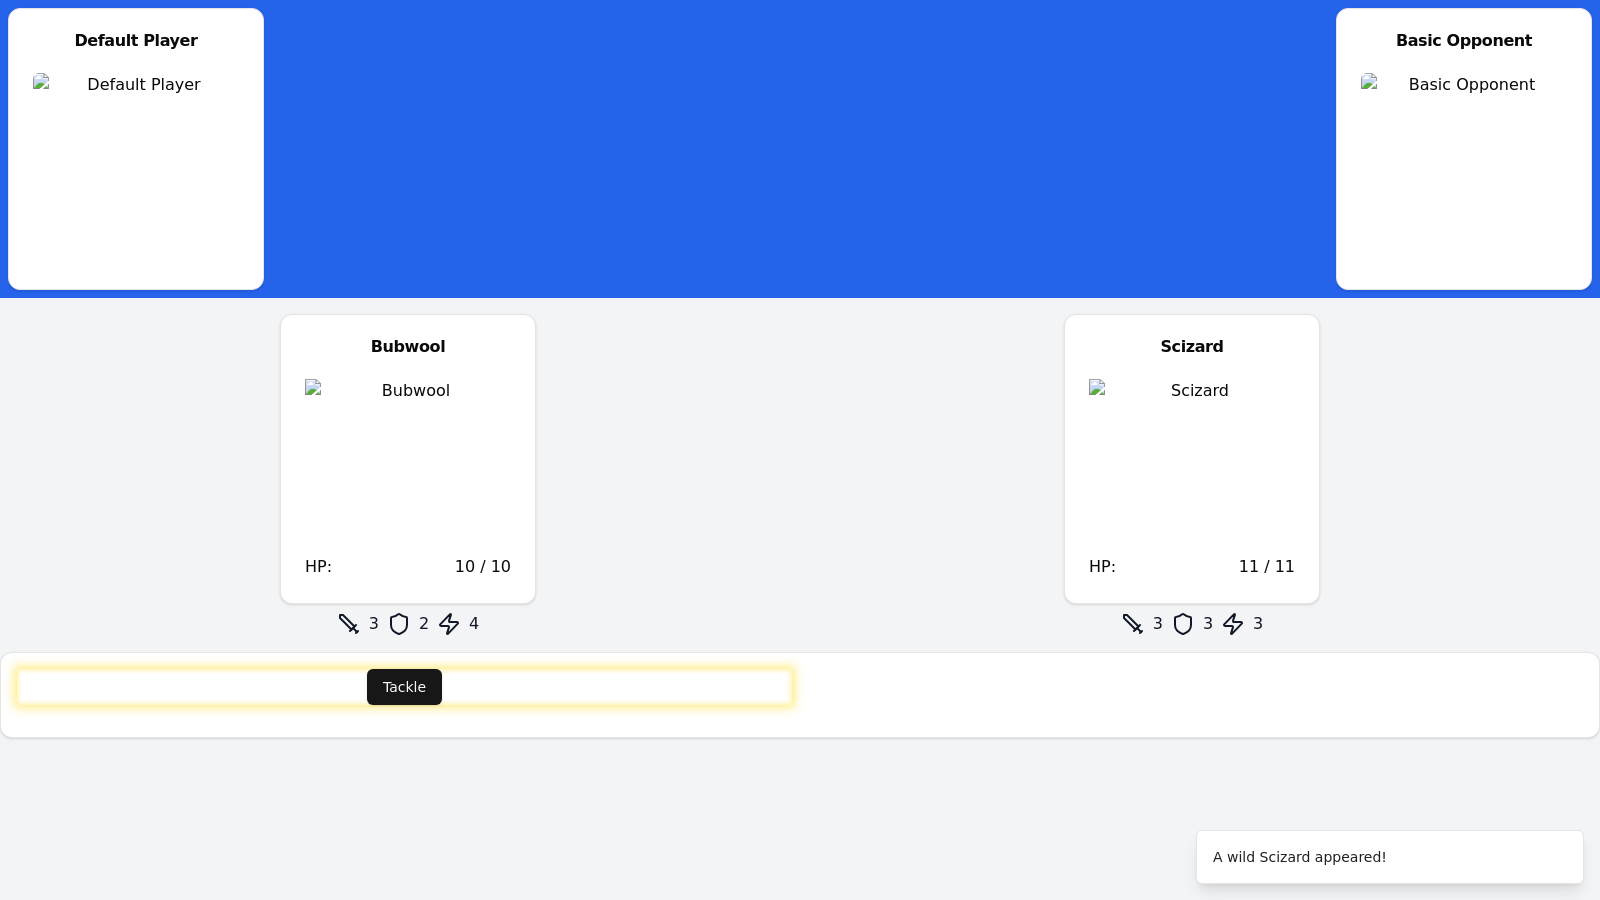 Default Player
Default Player
Basic Opponent
Basic Opponent
Bubwool
Bubwool
HP: 10 / 10
3 2 4
Scizard
Scizard
HP: 11 / 11
3 3 3
Tackle
A wild Scizard appeared!